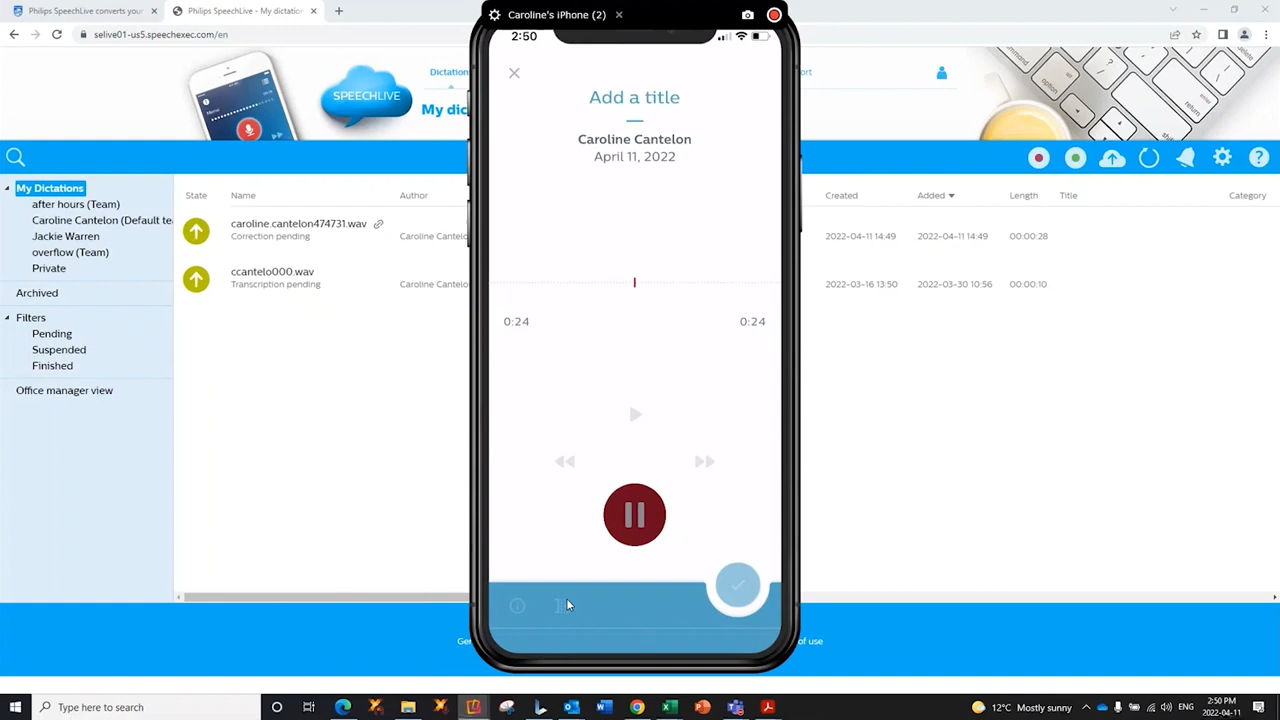 Philips SpeechLive converts your
Philips SpeechLive - My dictation
Caroline's iPhone (2)
selive01-us5.speechexec.com/en
2:50
SPEECHLIVE
Memo
Dictation
My dic
ort
Add a title
Caroline Cantelon
April 11, 2022
My Dictations
after hours (Team)
Caroline Cantelon (Default te
Jackie Warren
overflow (Team)
Private
Archived
Filters
Pending
Suspended
Finished
Office manager view
State
Name
Author
Created
Added
Length
Title
Category
caroline.cantelon474731.wav
Correction pending
Caroline Cantelo
2022-04-11 14:49
2022-04-11 14:49
00:00:28
ccantelo000.wav
Transcription pending
Caroline Cantelo
2022-03-16 13:50
2022-03-30 10:56
00:00:10
0:24
0:24
Ger
of use
Type here to search
12°C Mostly sunny
ENG
2:50 PM
2022-04-11